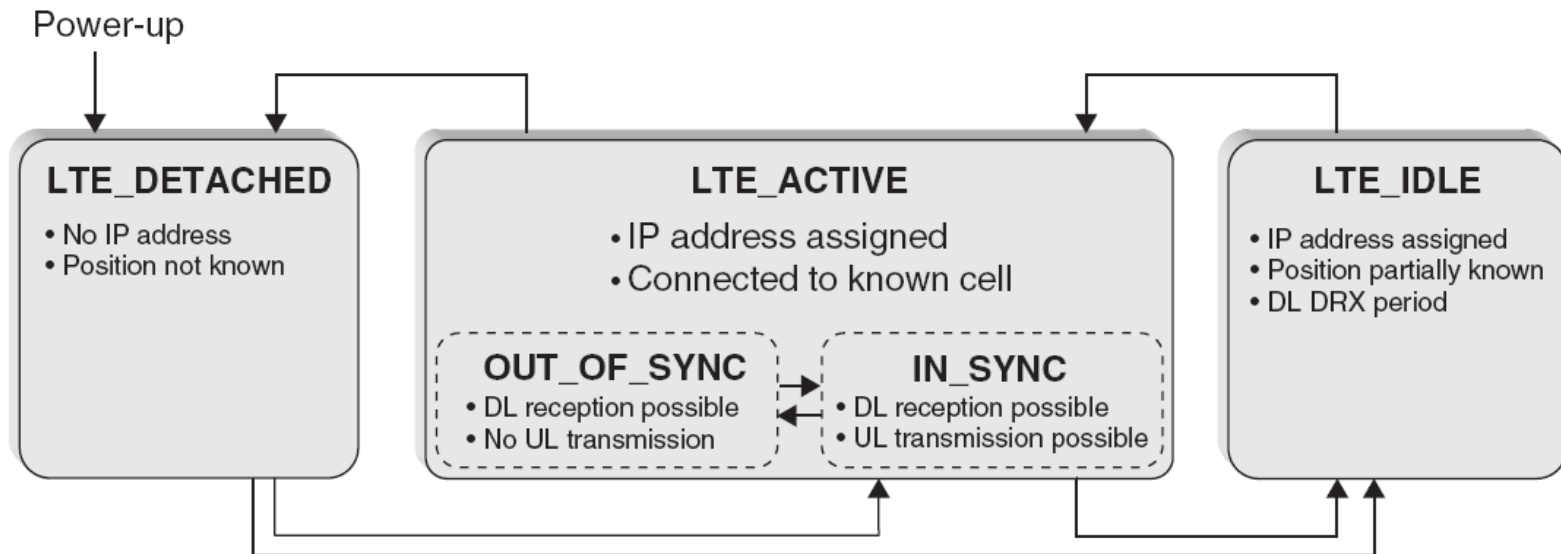 Power-up
LTE_DETACHED
• No IP address
• Position not known
LTE_ACTIVE
• IP address assigned
• Connected to known cell
OUT_OF_SYNC
• DL reception possible
• No UL transmission
IN_SYNC
• DL reception possible
• UL transmission possible
LTE_IDLE
• IP address assigned
• Position partially known
• DL DRX period